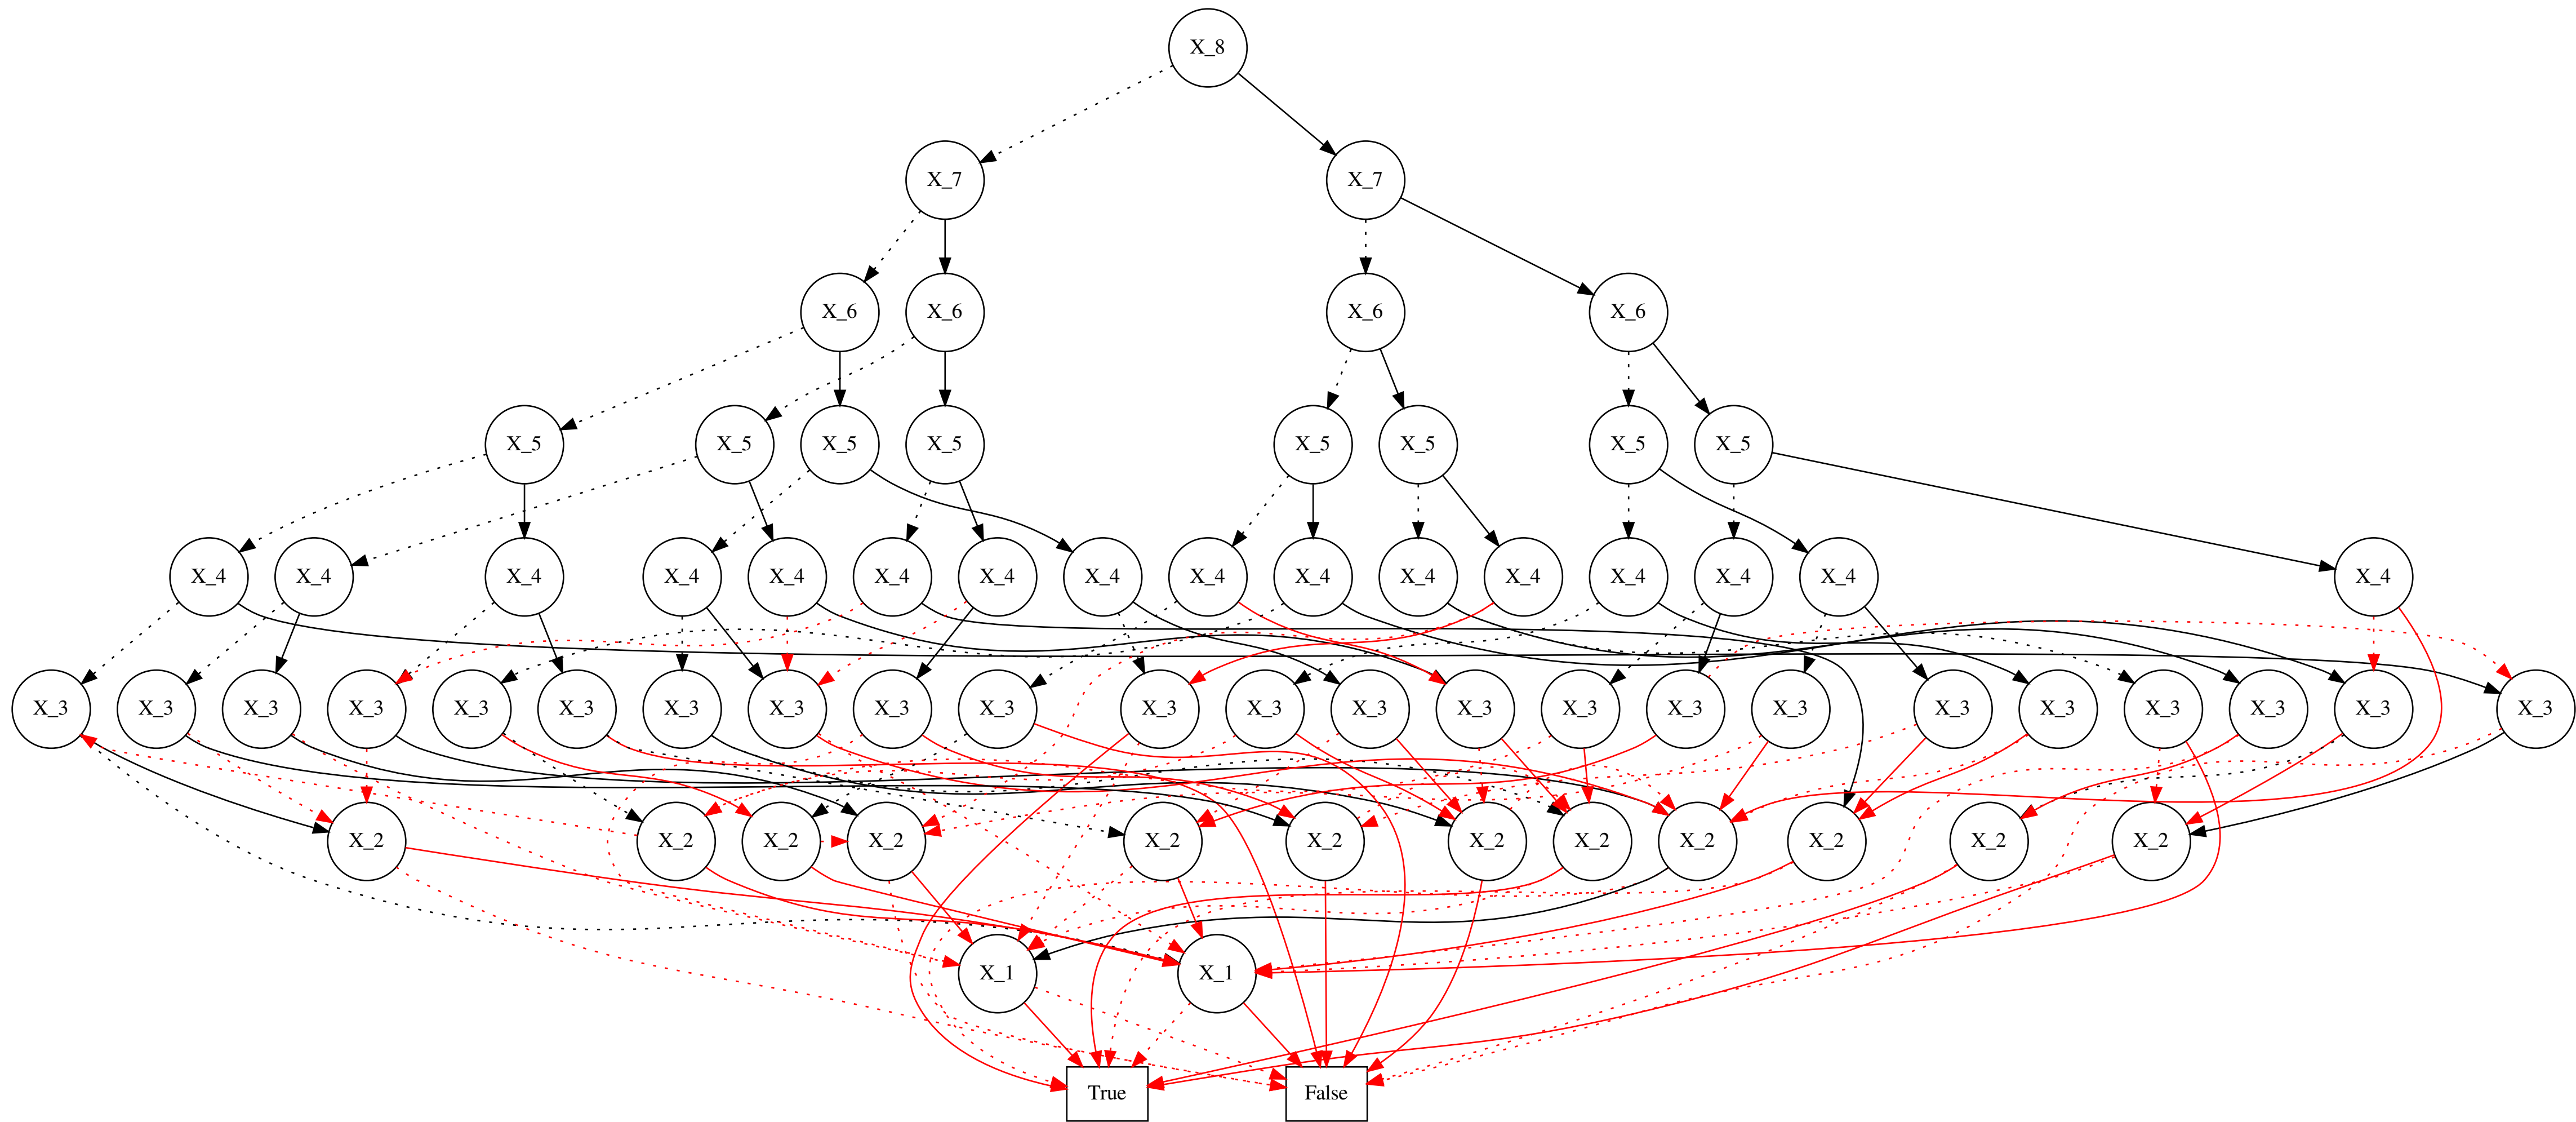 X_8
X_7 X_7
X_6 X_6 X_6 X_6
X_5 X_5 X_5 X_5 X_5 X_5 X_5 X_5
X_4 X_4 X_4 X_4 X_4 X_4 X_4 X_4 X_4 X_4 X_4 X_4 X_4 X_4 X_4 X_4
X_3 X_3 X_3 X_3 X_3 X_3 X_3 X_3 X_3 X_3 X_3 X_3 X_3 X_3 X_3 X_3 X_3 X_3 X_3 X_3 X_3 X_3 X_3
X_2 X_2 X_2 X_2 X_2 X_2 X_2 X_2 X_2 X_2 X_2 X_2
X_1 X_1
True False